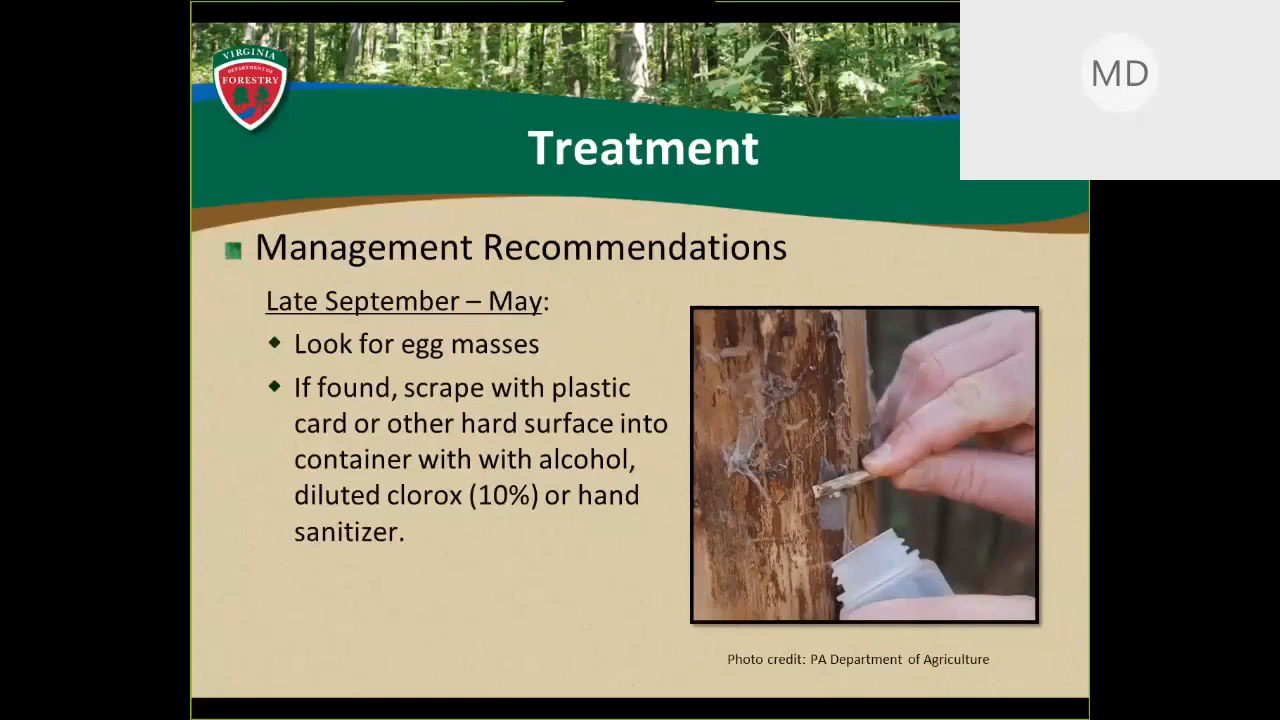 VIRGINIA
DEPARTMENT OF
FORESTRY
MD
Treatment
Management Recommendations
Late September – May:
Look for egg masses
If found, scrape with plastic
card or other hard surface into
container with with alcohol,
diluted clorox (10%) or hand
sanitizer.
Photo credit: PA Department of Agriculture